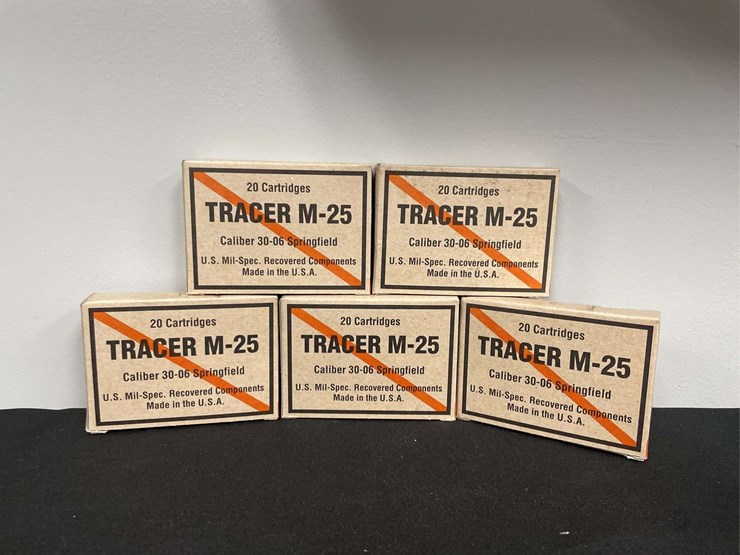 20 Cartridges
TRACER M-25
Caliber 30-06 Springfield
U.S. Mil-Spec. Recovered Components
Made in the U.S.A.
20 Cartridges
TRACER M-25
Caliber 30-06 Springfield
U.S. Mil-Spec. Recovered Components
Made in the U.S.A.
20 Cartridges
TRACER M-25
Caliber 30-06 Springfield
U.S. Mil-Spec. Recovered Components
Made in the U.S.A.
20 Cartridges
TRACER M-25
Caliber 30-06 Springfield
U.S. Mil-Spec. Recovered Components
Made in the U.S.A.
20 Cartridges
TRACER M-25
Caliber 30-06 Springfield
U.S. Mil-Spec. Recovered Components
Made in the U.S.A.